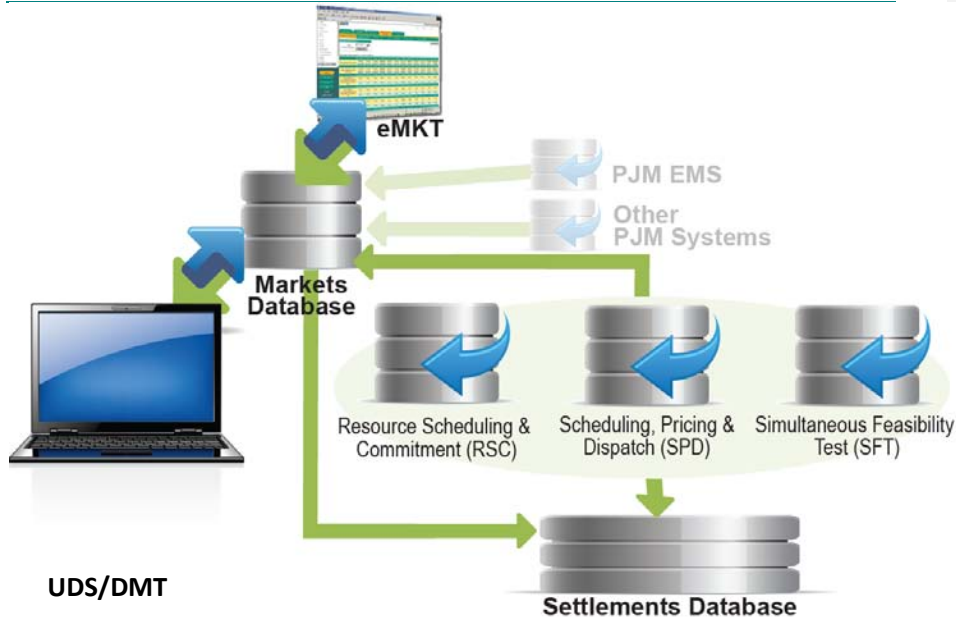 eMKT
PJM EMS
Other
PJM Systems
Markets
Database
Resource Scheduling &
Commitment (RSC)
Scheduling, Pricing &
Dispatch (SPD)
Simultaneous Feasibility
Test (SFT)
UDS/DMT
Settlements Database